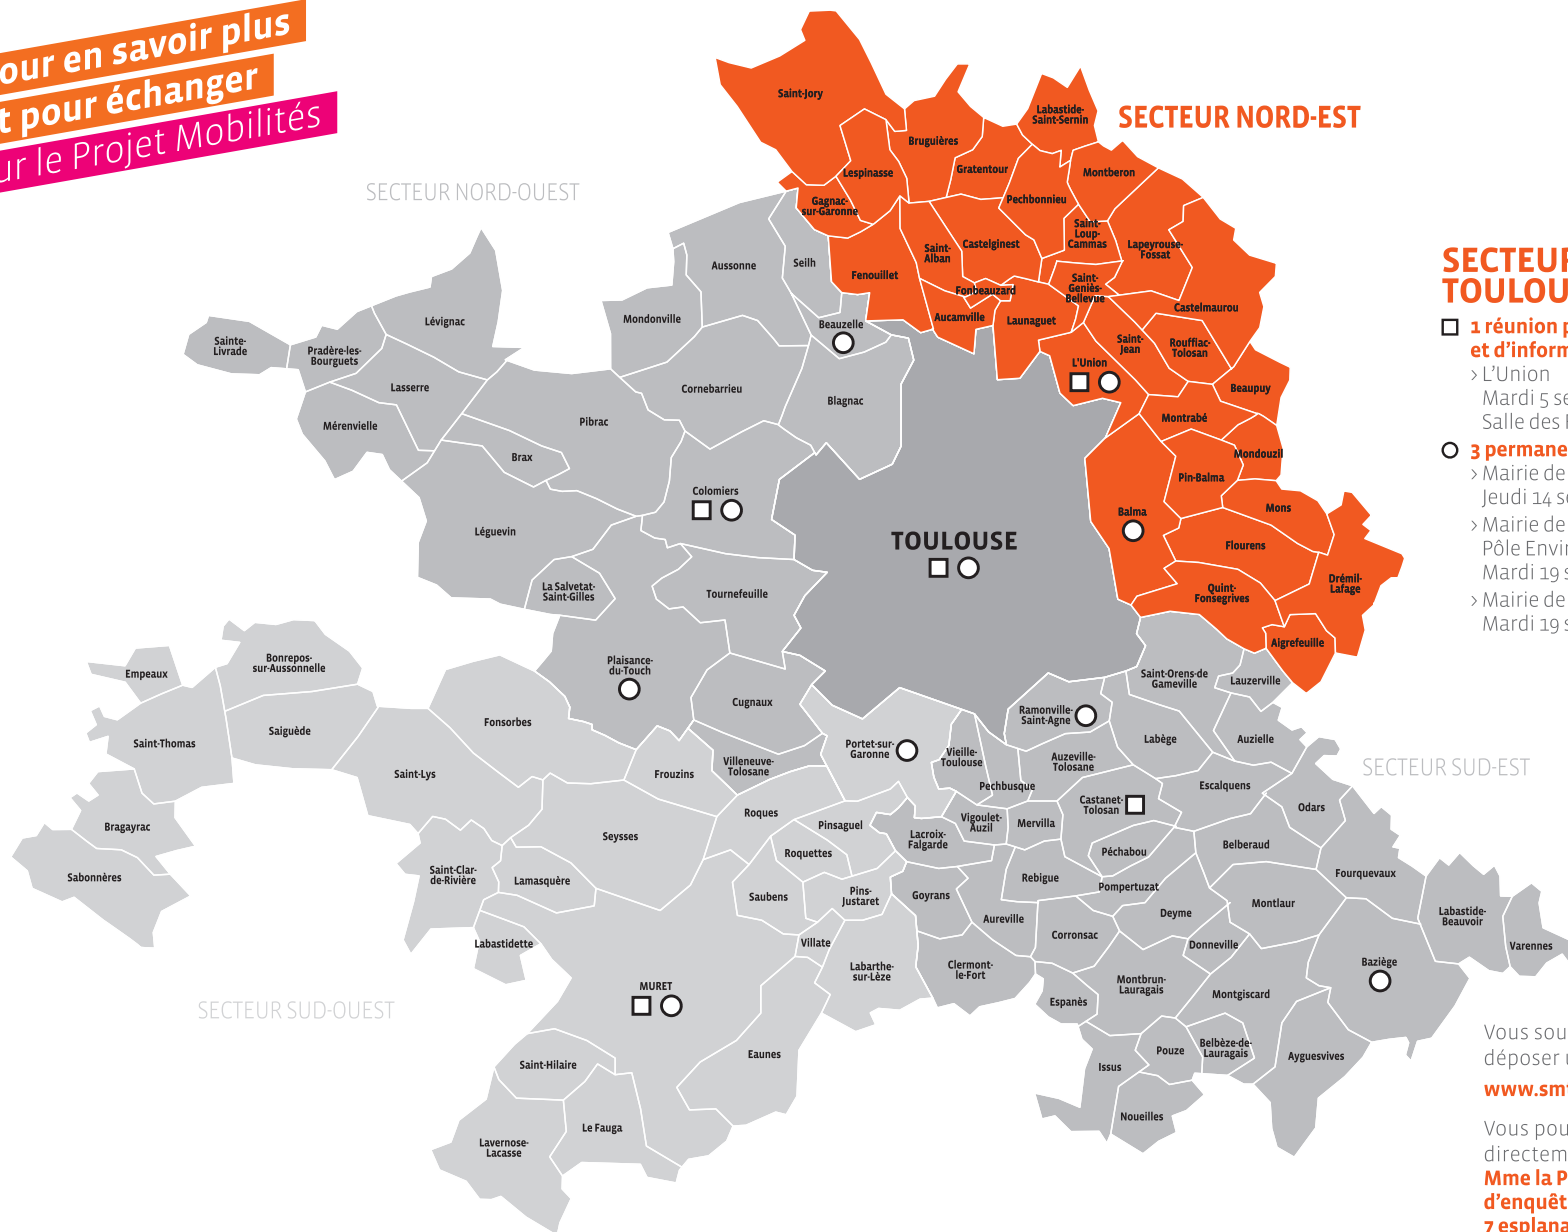 our en savoir plus
t pour échanger
ur le Projet Mobilités
SECTEUR NORD-OUEST
SECTEUR NORD-EST
Saint-Jory
Labastide-
Saint-Sernin
Bruguières
Lespinasse
Gratentour
Montberon
Pechbonnieu
Gagnac-
sur-Garonne
Saint-
Loup-
Cammas
Castelginest
Saint-
Alban
Lapeyrouse-
Fossat
Fenouillet
Saint-
Geniès-
Bellevue
Fonbeauzard
Castelmaurou
Aucamville
Launaguet
Saint-
Jean
Rouffiac-
Tolosan
L'Union
Beaupuy
Montrabé
Mondouzil
Pin-Balma
Mons
Balma
Flourens
Drémil-
Lafage
Quint-
Fonsegrives
Aigrefeuille
Aussonne
Seilh
Mondonville
Beauzelle
Lévignac
Sainte-
Livrade
Pradère-les-
Bourguets
Lasserre
Cornebarrieu
Blagnac
Mérenvielle
Pibrac
Brax
Colomiers
Léguevin
La Salvetat-
Saint-Gilles
Tournefeuille
TOULOUSE
Plaisance-
du-Touch
Cugnaux
Villeneuve-
Tolosane
Empeaux
Bonrepos-
sur-Aussonnelle
Saiguède
Saint-Thomas
Fonsorbes
Saint-Lys
Frouzins
Portet-sur-
Garonne
Bragayrac
Sabonnères
Seysses
Roques
Pinsaguel
Roquettes
Saint-Clar-
de-Rivière
Lamasquère
Saubens
Pins-
Justaret
Labastidette
Villate
Labarthe-
sur-Lèze
MURET
SECTEUR SUD-OUEST
Eaunes
Saint-Hilaire
Le Fauga
Lavernose-
Lacasse
Saint-Orens-de
Gameville
Lauzerville
Ramonville-
Saint-Agne
Labège
Auzielle
Vieille-
Toulouse
Auzeville-
Tolosane
SECTEUR SUD-EST
Pechbusque
Escalquens
Castanet-
Tolosan
Odars
Vigoulet-
Auzil
Mervilla
Lacroix-
Falgarde
Péchabou
Belberaud
Fourquevaux
Rebigue
Pompertuzat
Goyrans
Montlaur
Deyme
Aureville
Labastide-
Beauvoir
Corronsac
Donneville
Varennes
Clermont-
le-Fort
Baziège
Montbrun-
Lauragais
Montgiscard
Espanès
Belbèze-de-
Lauragais
Pouze
Ayguesvives
Issus
Noueilles
SECTEUR
TOULOU
1 réunion p
et d'inform
> L'Union
Mardi 5 se
Salle des
3 permane
> Mairie de
Jeudi 14 se
> Mairie de
Pôle Envir
Mardi 19 s
> Mairie de
Mardi 19 s
Vous sou
déposer u
www.smt
Vous pou
directem
Mme la P
d'enquêt
7 esplana